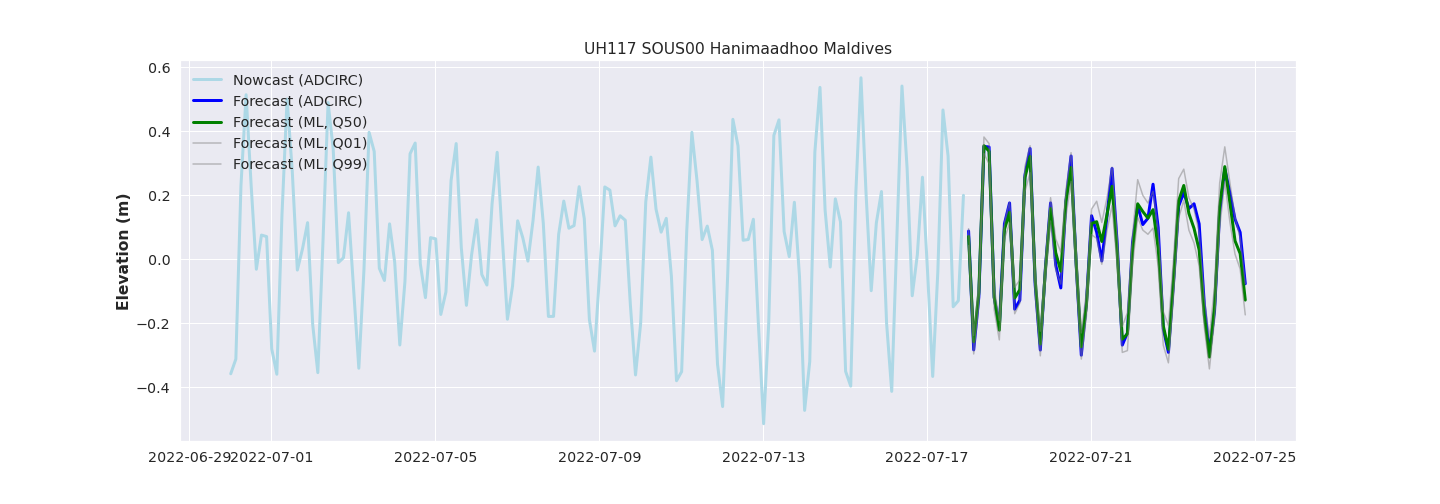 UH117 SOUS00 Hanimaadhoo Maldives
Nowcast (ADCIRC)
Forecast (ADCIRC)
Forecast (ML, Q50)
Forecast (ML, Q01)
Forecast (ML, Q99)
Elevation (m)
0.6
0.4
0.2
0.0
−0.2
−0.4
2022-06-29 2022-07-01 2022-07-05 2022-07-09 2022-07-13 2022-07-17 2022-07-21 2022-07-25